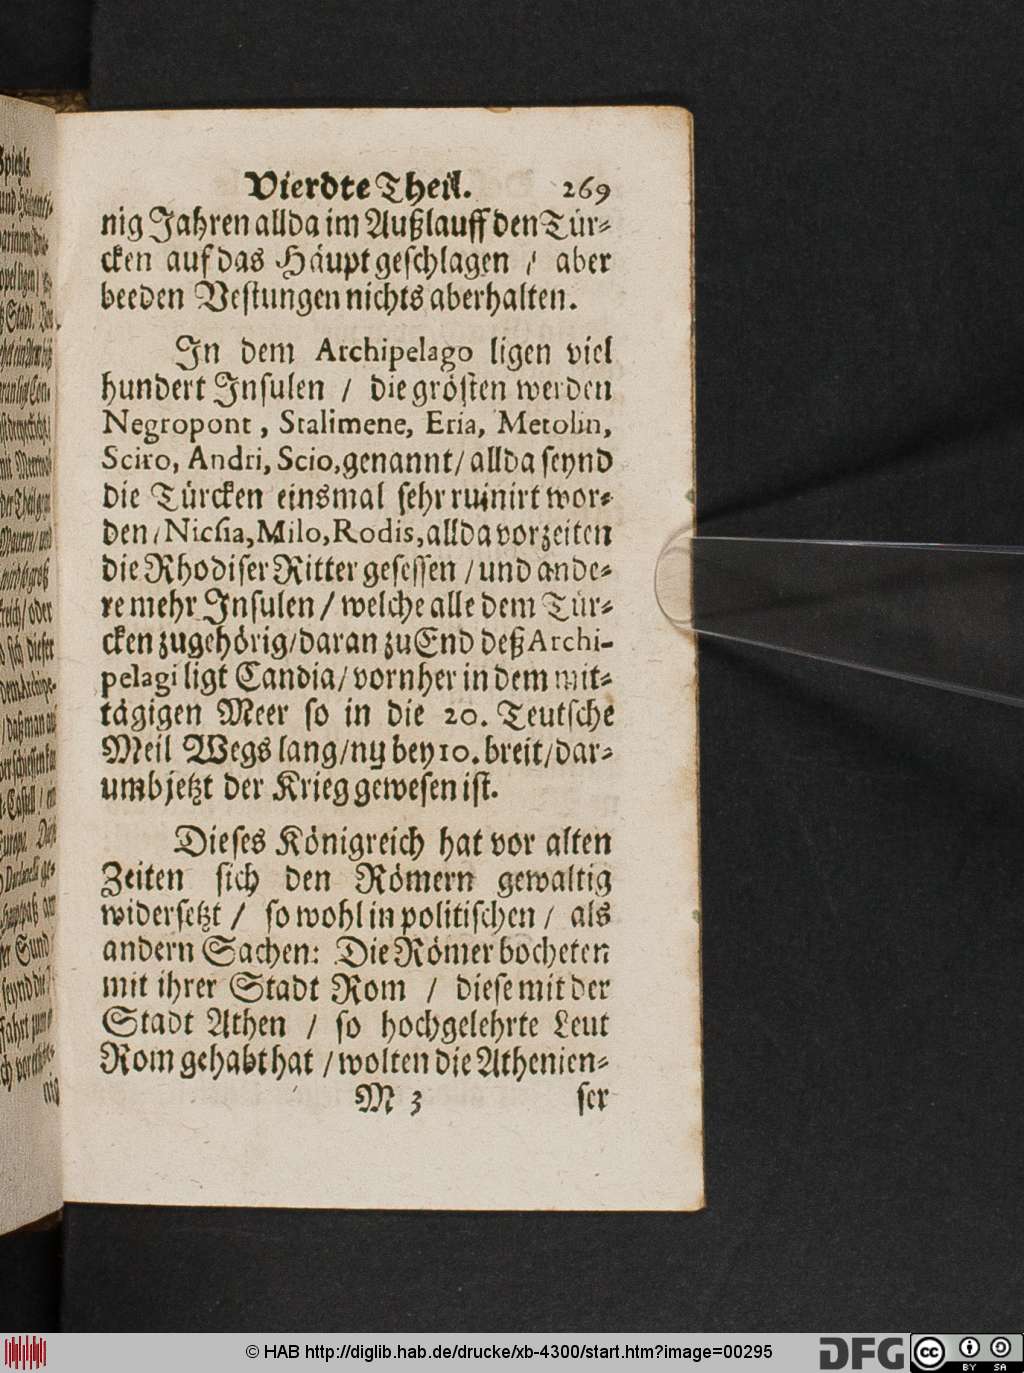 Vierdte Theil. 269
nig Jahren allda im Außlauff den Tür-
cken auf das Häupt geschlagen / aber
beeden Vestungen nichts aberhalten.
In dem Archipelago ligen viel
hundert Insulen / die grösten werden
Negropont, Stalimene, Eria, Metolin,
Sciro, Andri, Scio, genannt / allda seynd
die Türcken einsmal sehr ruinirt wor-
den / Nicsia, Milo, Rodis, allda vorzeiten
die Rhodiser Ritter gesessen / und ande-
re mehr Insulen / welche alle dem Tür-
cken zugehörig / daran zu End deß Archi-
pelagi ligt Candia / vornher in dem mit-
tägigen Meer so in die 20. Teutsche
Meil Wegs lang / nӱ bey 10. breit / dar-
umb jetzt der Krieg gewesen ist.
Dieses Königreich hat vor alten
Zeiten sich den Römern gewaltig
widersetzt / so wohl in politischen / als
andern Sachen: Die Römer bocheten
mit ihrer Stadt Rom / diese mit der
Stadt Athen / so hochgelehrte Leut
Rom gehabt hat / wolten die Athenien-
M 3 ser
© HAB http://diglib.hab.de/drucke/xb-4300/start.htm?image=00295
DFG
cc BY SA